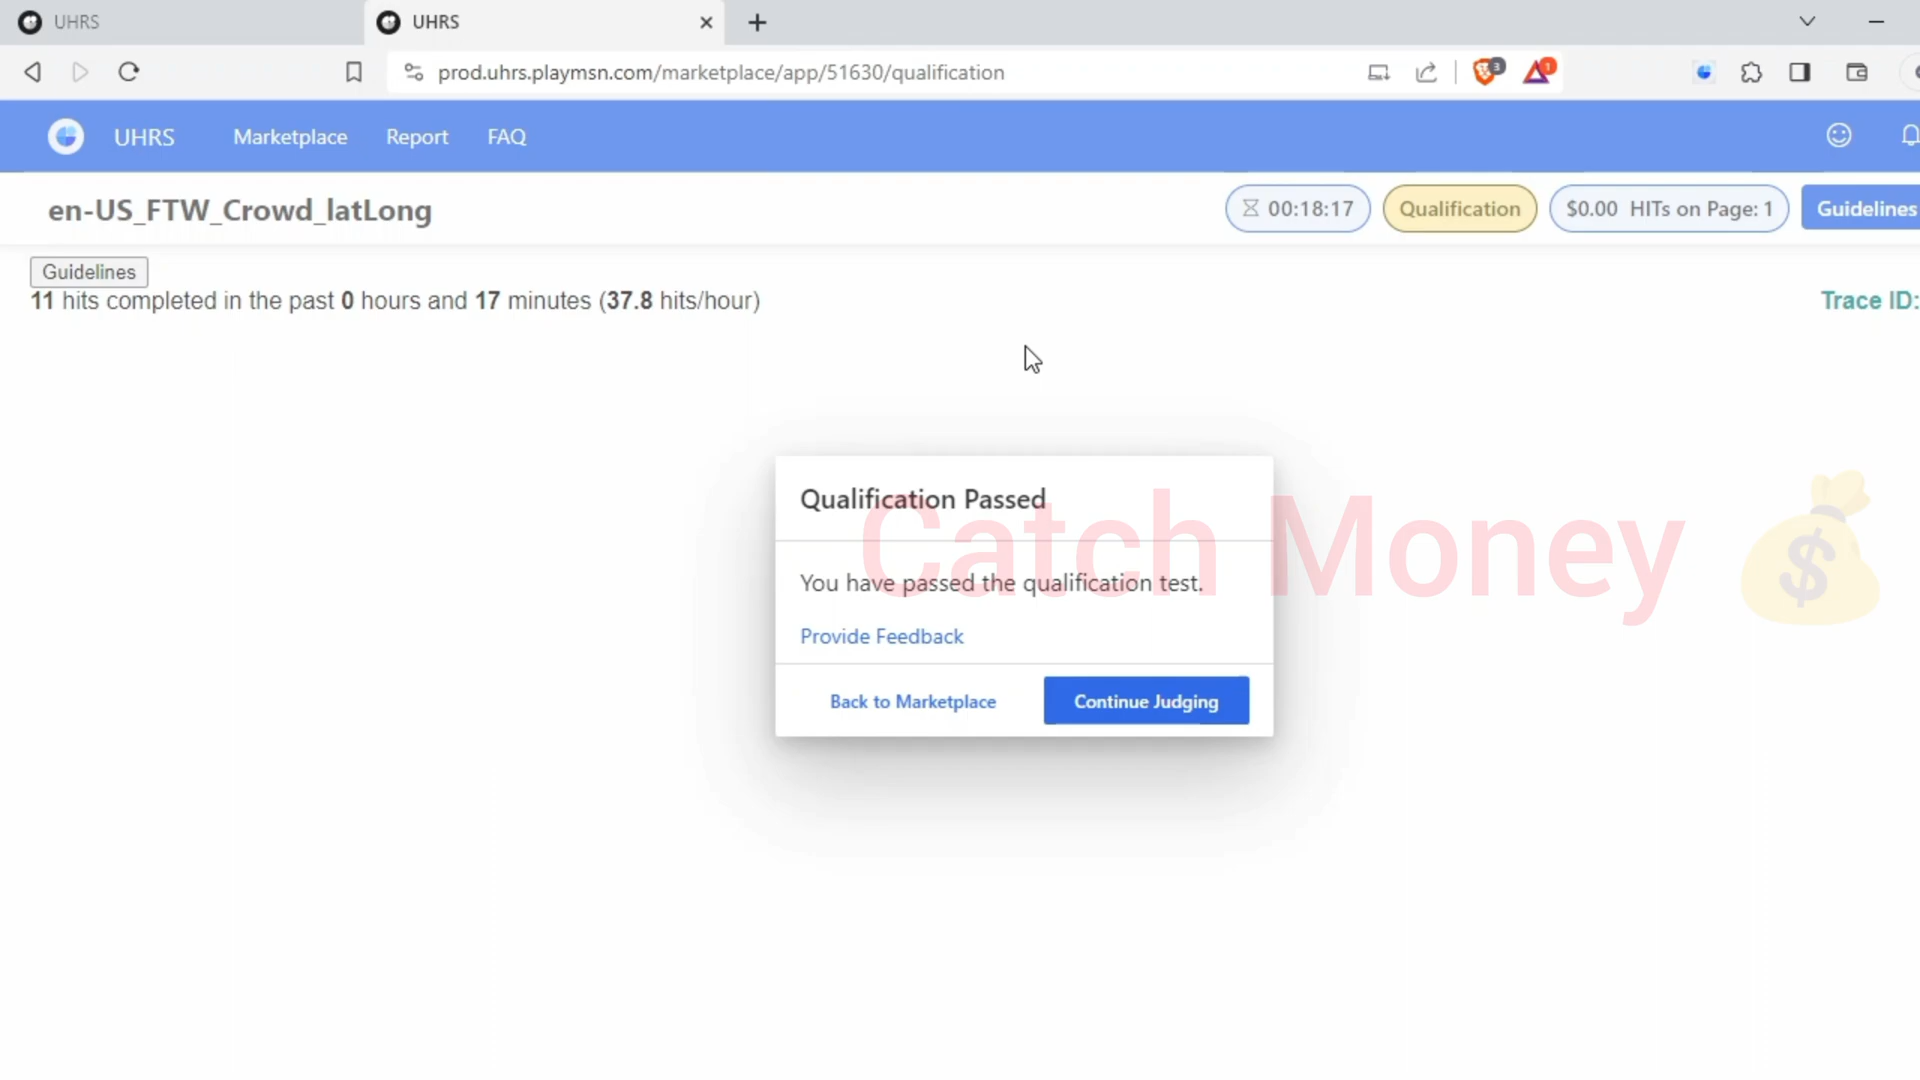 UHRS
UHRS
prod.uhrs.playmsn.com/marketplace/app/51630/qualification
3
1
UHRS Marketplace Report FAQ
en-US_FTW_Crowd_latLong
00:18:17
Qualification
$0.00 HITs on Page: 1
Guidelines
Guidelines
11 hits completed in the past 0 hours and 17 minutes (37.8 hits/hour)
Trace ID:
Qualification Passed
Catch Money
$
You have passed the qualification test.
Provide Feedback
Back to Marketplace
Continue Judging